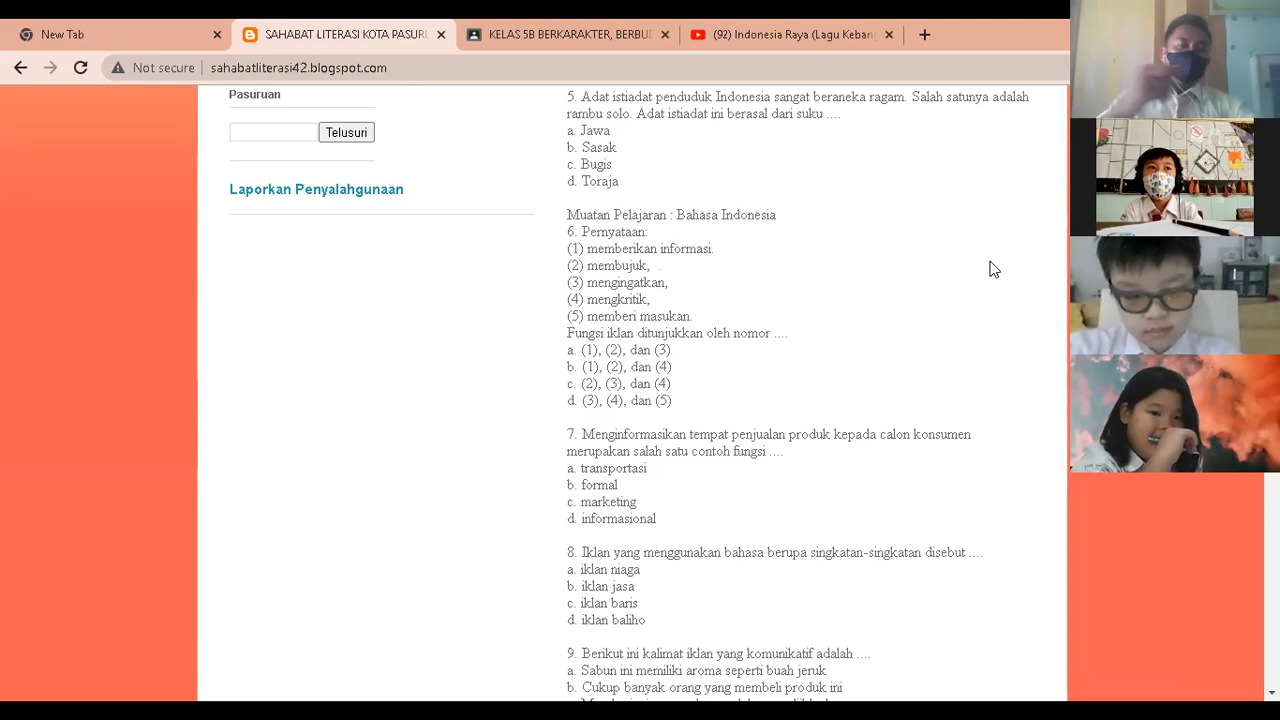 New Tab
SAHABAT LITERASI KOTA PASURU
KELAS 5B BERKARAKTER, BERBUD
(92) Indonesia Raya (Lagu Kebang
Not secure
sahabatliterasi42.blogspot.com
Pasuruan
Telusuri
Laporkan Penyalahgunaan
5. Adat istiadat penduduk Indonesia sangat beraneka ragam. Salah satunya adalah
rambu solo. Adat istiadat ini berasal dari suku ....
a. Jawa
b. Sasak
c. Bugis
d. Toraja
Muatan Pelajaran : Bahasa Indonesia
6. Pernyataan:
(1) memberikan informasi.
(2) membujuk,
(3) mengingatkan,
(4) mengkritik,
(5) memberi masukan.
Fungsi iklan ditunjukkan oleh nomor ....
a. (1), (2), dan (3)
b. (1), (2), dan (4)
c. (2), (3), dan (4)
d. (3), (4), dan (5)
7. Menginformasikan tempat penjualan produk kepada calon konsumen
merupakan salah satu contoh fungsi ....
a. transportasi
b. formal
c. marketing
d. informasional
8. Iklan yang menggunakan bahasa berupa singkatan-singkatan disebut ....
a. iklan niaga
b. iklan jasa
c. iklan baris
d. iklan baliho
9. Berikut ini kalimat iklan yang komunikatif adalah ....
a. Sabun ini memiliki aroma seperti buah jeruk
b. Cukup banyak orang yang membeli produk ini